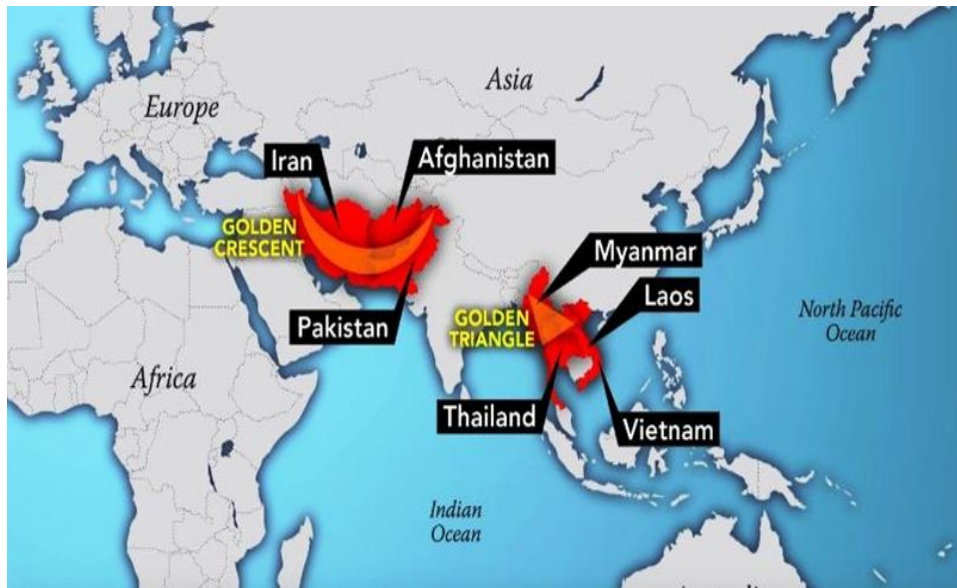 Asia
Europe
Iran
Afghanistan
GOLDEN
CRESCENT
Myanmar
Laos
Pakistan
GOLDEN
TRIANGLE
North Pacific
Ocean
Africa
Thailand
Vietnam
Indian
Ocean